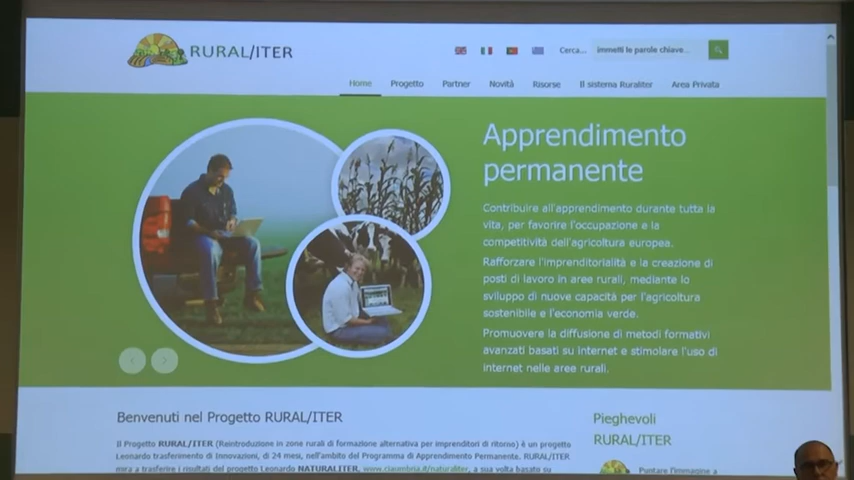 RURAL/ITER
Cerca...
immetti le parole chiave...
Home Progetto Partner Novità Risorse Il sistema Ruraliter Area Privata
Apprendimento
permanente
Contribuire all'apprendimento durante tutta la
vita, per favorire l'occupazione e la
competitività dell'agricoltura europea.
Rafforzare l'imprenditorialità e la creazione di
posti di lavoro in aree rurali, mediante lo
sviluppo di nuove capacità per l'agricoltura
sostenibile e l'economia verde.
Promuovere la diffusione di metodi formativi
avanzati basati su internet e stimolare l'uso di
internet nelle aree rurali.
Benvenuti nel Progetto RURAL/ITER
Il Progetto RURAL/ITER (Reintroduzione in zone rurali di formazione alternativa per imprenditori di ritorno) è un progetto
Leonardo trasferimento di Innovazioni, di 24 mesi, nell'ambito del Programma di Apprendimento Permanente. RURAL/ITER
mira a trasferire i risultati del progetto Leonardo NATURALITER, www.ciaumbria.it/naturaliter, a sua volta basato su
Pieghevoli
RURAL/ITER
Puntare l'immagine a